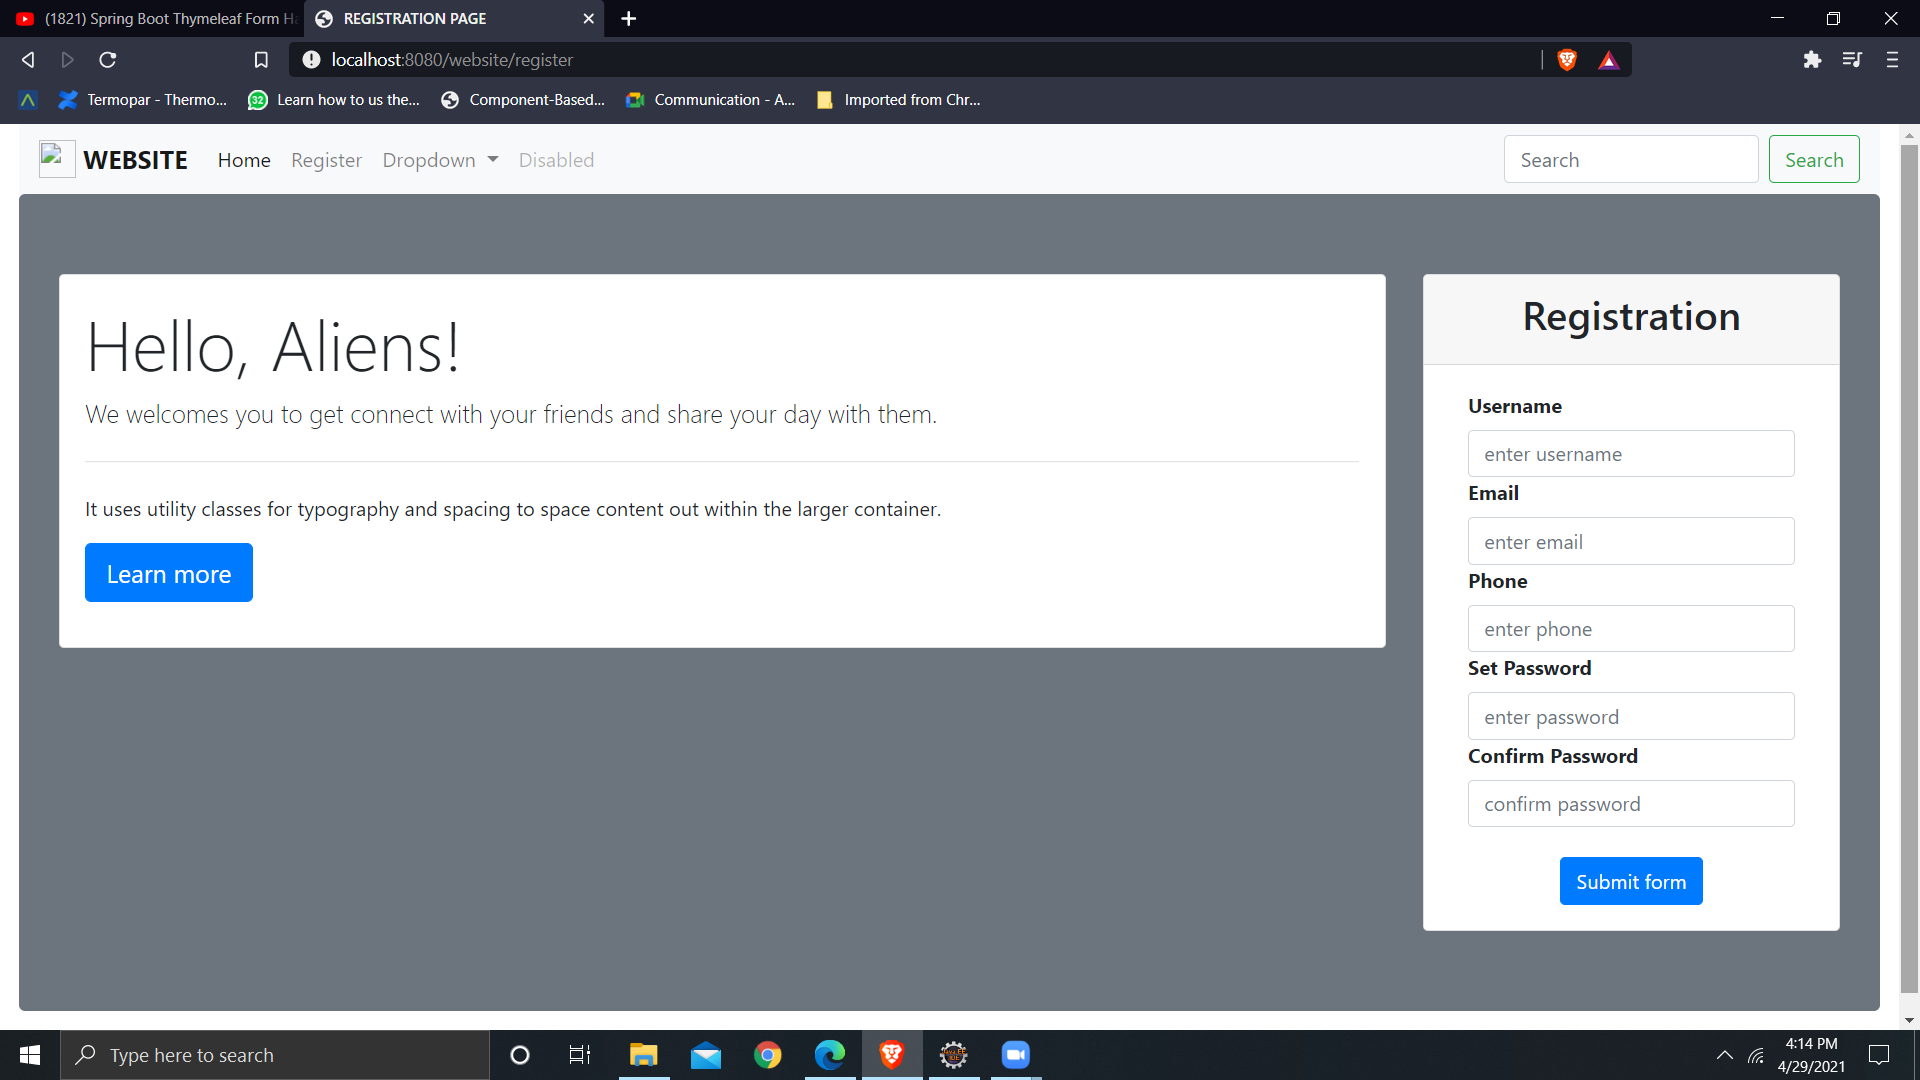 (1821) Spring Boot Thymeleaf Form Ha
REGISTRATION PAGE
localhost:8080/website/register
Termopar - Thermo...
32
Learn how to us the...
Component-Based...
Communication - A...
Imported from Chr...
WEBSITE
Home
Register
Dropdown
Disabled
Search
Search
Hello, Aliens!
We welcomes you to get connect with your friends and share your day with them.
It uses utility classes for typography and spacing to space content out within the larger container.
Learn more
Registration
Username
enter username
Email
enter email
Phone
enter phone
Set Password
enter password
Confirm Password
confirm password
Submit form
Type here to search
4:14 PM
4/29/2021